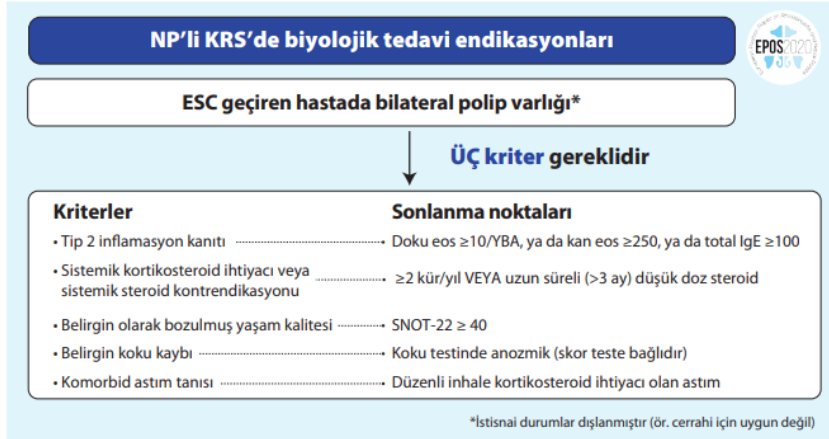 NP’li KRS’de biyolojik tedavi endikasyonları
EPOS2020
ESC geçiren hastada bilateral polip varlığı*
ÜÇ kriter gereklidir
Kriterler
Sonlanma noktaları
• Tip 2 inflamasyon kanıtı • Doku eos ≥10/YBA, ya da kan eos ≥250, ya da total IgE ≥100
• Sistemik kortikosteroid ihtiyacı veya
sistemik steroid kontrendikasyonu • ≥2 kür/yıl VEYA uzun süreli (>3 ay) düşük doz steroid
• Belirgin olarak bozulmuş yaşam kalitesi • SNOT-22 ≥ 40
• Belirgin koku kaybı • Koku testinde anozmik (skor teste bağlıdır)
• Komorbid astım tanısı • Düzenli inhale kortikosteroid ihtiyacı olan astım
*İstisnai durumlar dışlanmıştır (ör. cerrahi için uygun değil)